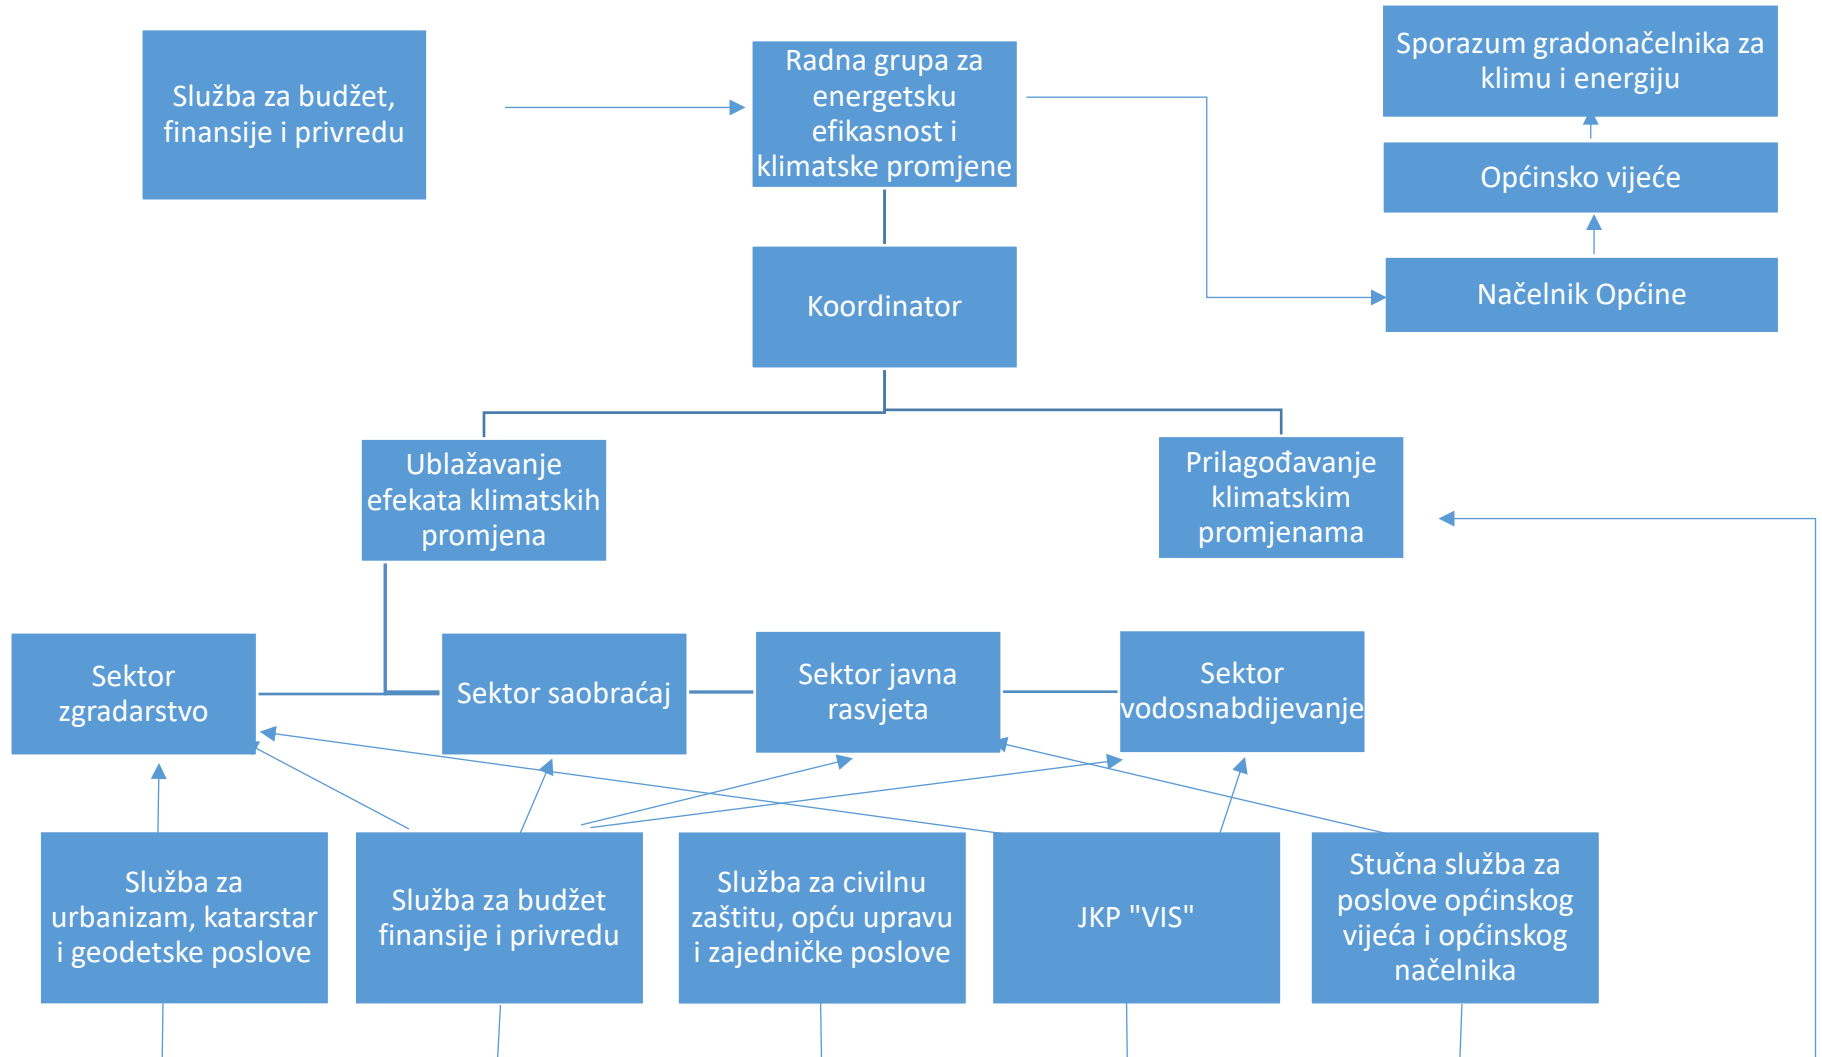 Služba za budžet,
finansije i privredu
Radna grupa za
energetsku
efikasnost i
klimatske promjene
Sporazum gradonačelnika za
klimu i energiju
Općinsko vijeće
Načelnik Općine
Koordinator
Ublažavanje
efekata klimatskih
promjena
Prilagođavanje
klimatskim
promjenama
Sektor
zgradarstvo
Sektor saobraćaj
Sektor javna
rasvjeta
Sektor
vodosnabdijevanje
Služba za
urbanizam, katarstar
i geodetske poslove
Služba za budžet
finansije i privredu
Služba za civilnu
zaštitu, opću upravu
i zajedničke poslove
JKP "VIS"
Stučna služba za
poslove općinskog
vijeća i općinskog
načelnika